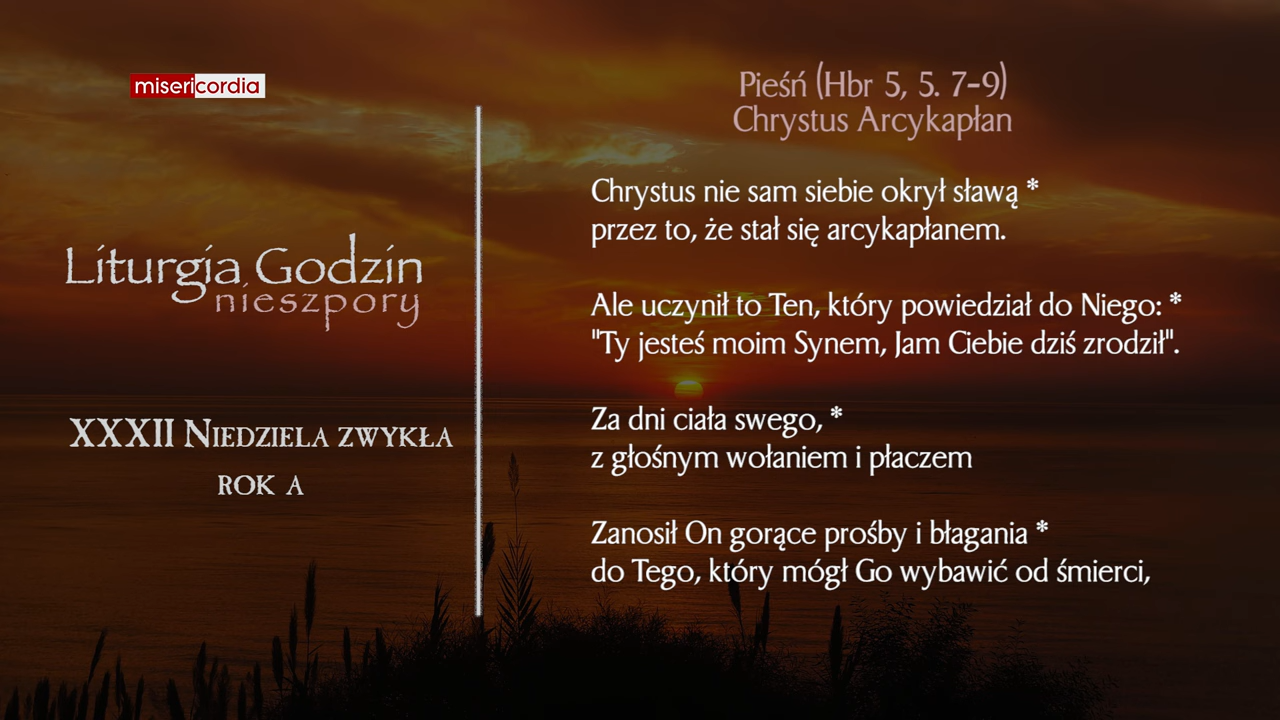 misericordia
Liturgia Godzin
nieszpory
XXXII Niedziela zwykła
rok a
Pieśń (Hbr 5, 5. 7-9)
Chrystus Arcykapłan
Chrystus nie sam siebie okrył sławą *
przez to, że stał się arcykapłanem.
Ale uczynił to Ten, który powiedział do Niego: *
"Ty jesteś moim Synem, Jam Ciebie dziś zrodził".
Za dni ciała swego, *
z głośnym wołaniem i płaczem
Zanosił On gorące prośby i błagania *
do Tego, który mógł Go wybawić od śmierci,